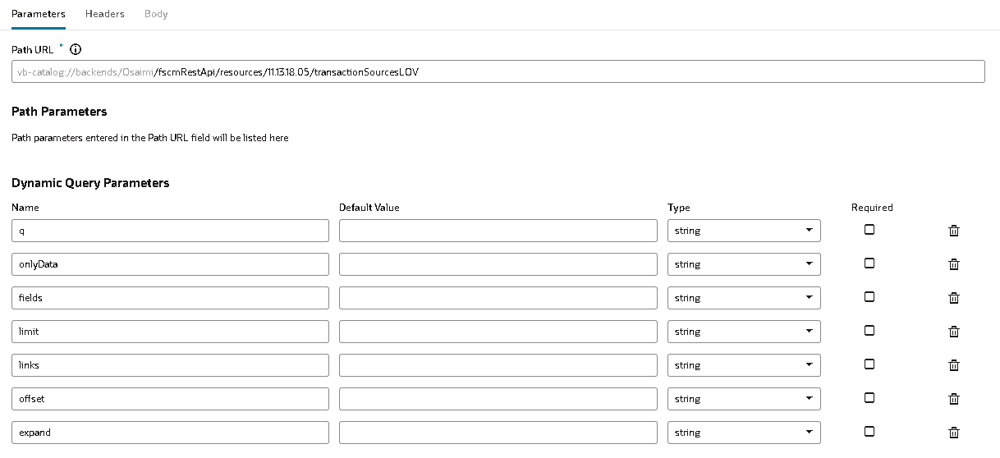 Parameters Headers Body
Path URL *
vb-catalog://backends/Osaimi/fscmRestApi/resources/11.13.18.05/transactionSourcesLOV
Path Parameters
Path parameters entered in the Path URL field will be listed here
Dynamic Query Parameters
Name Default Value Type Required
q string
onlyData string
fields string
limit string
links string
offset string
expand string